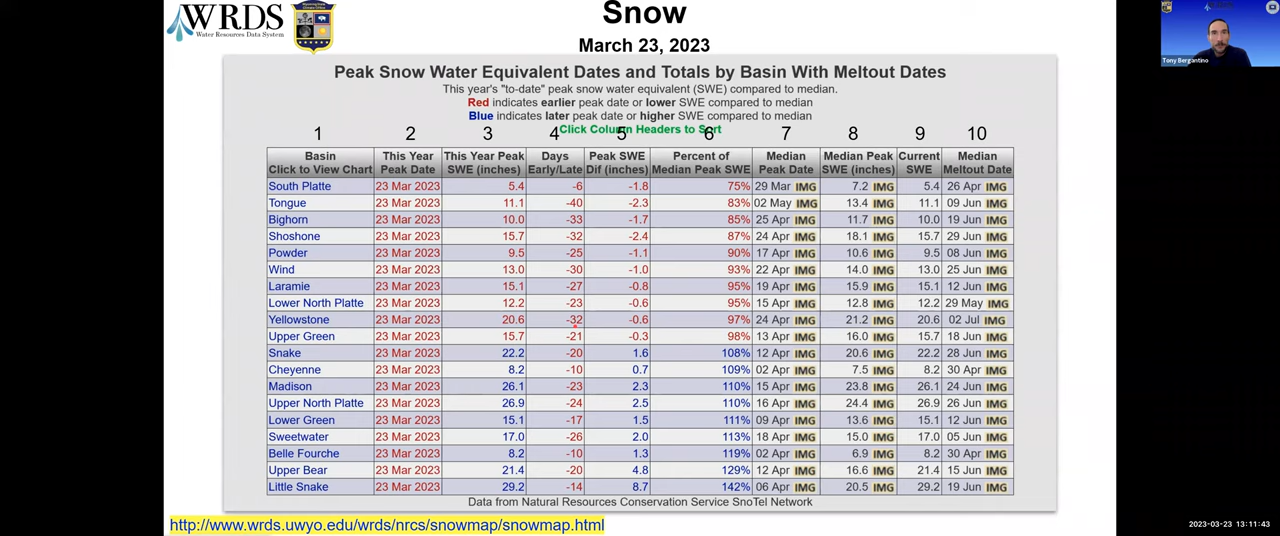 WRDS
Water Resources Data System
Snow
March 23, 2023
Tony Bergantino
Peak Snow Water Equivalent Dates and Totals by Basin With Meltout Dates
This year's "to-date" peak snow water equivalent (SWE) compared to median.
Red indicates earlier peak date or lower SWE compared to median
Blue indicates later peak date or higher SWE compared to median
Click Column Headers to Sort
1 2 3 4 5 6 7 8 9 10
Basin This Year This Year Peak Days Peak SWE Percent of Median Median Peak Current Median
Click to View Chart Peak Date SWE (inches) Early/Late Dif (inches) Median Peak SWE Peak Date SWE (inches) SWE Meltout Date
South Platte 23 Mar 2023 5.4 -6 -1.8 75% 29 Mar IMG 7.2 IMG 5.4 26 Apr IMG
Tongue 23 Mar 2023 11.1 -40 -2.3 83% 02 May IMG 13.4 IMG 11.1 09 Jun IMG
Bighorn 23 Mar 2023 10.0 -33 -1.7 85% 25 Apr IMG 11.7 IMG 10.0 19 Jun IMG
Shoshone 23 Mar 2023 15.7 -32 -2.4 87% 24 Apr IMG 18.1 IMG 15.7 29 Jun IMG
Powder 23 Mar 2023 9.5 -25 -1.1 90% 17 Apr IMG 10.6 IMG 9.5 08 Jun IMG
Wind 23 Mar 2023 13.0 -30 -1.0 93% 22 Apr IMG 14.0 IMG 13.0 25 Jun IMG
Laramie 23 Mar 2023 15.1 -27 -0.8 95% 19 Apr IMG 15.9 IMG 15.1 12 Jun IMG
Lower North Platte 23 Mar 2023 12.2 -23 -0.6 95% 15 Apr IMG 12.8 IMG 12.2 29 May IMG
Yellowstone 23 Mar 2023 20.6 -32 -0.6 97% 24 Apr IMG 21.2 IMG 20.6 02 Jul IMG
Upper Green 23 Mar 2023 15.7 -21 -0.3 98% 13 Apr IMG 16.0 IMG 15.7 18 Jun IMG
Snake 23 Mar 2023 22.2 -20 1.6 108% 12 Apr IMG 20.6 IMG 22.2 28 Jun IMG
Cheyenne 23 Mar 2023 8.2 -10 0.7 109% 02 Apr IMG 7.5 IMG 8.2 30 Apr IMG
Madison 23 Mar 2023 26.1 -23 2.3 110% 15 Apr IMG 23.8 IMG 26.1 24 Jun IMG
Upper North Platte 23 Mar 2023 26.9 -24 2.5 110% 16 Apr IMG 24.4 IMG 26.9 26 Jun IMG
Lower Green 23 Mar 2023 15.1 -17 1.5 111% 09 Apr IMG 13.6 IMG 15.1 12 Jun IMG
Sweetwater 23 Mar 2023 17.0 -26 2.0 113% 18 Apr IMG 15.0 IMG 17.0 05 Jun IMG
Belle Fourche 23 Mar 2023 8.2 -10 1.3 119% 02 Apr IMG 6.9 IMG 8.2 30 Apr IMG
Upper Bear 23 Mar 2023 21.4 -20 4.8 129% 12 Apr IMG 16.6 IMG 21.4 15 Jun IMG
Little Snake 23 Mar 2023 29.2 -14 8.7 142% 06 Apr IMG 20.5 IMG 29.2 19 Jun IMG
Data from Natural Resources Conservation Service SnoTel Network
http://www.wrds.uwyo.edu/wrds/nrcs/snowmap/snowmap.html
2023-03-23 13:11:43